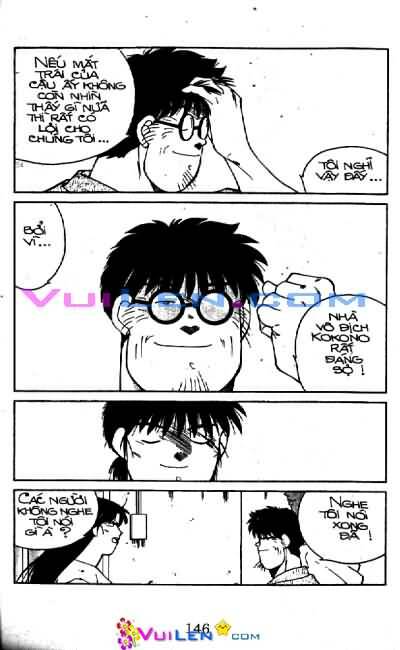 NẾU MẮT
TRÁI CỦA
CẬU ẤY KHÔNG
CÒN NHÌN
THẤY GÌ NỮA
THÌ RẤT CÓ
LỢI CHO
CHÚNG TÔI...
TÔI NGHĨ
VẬY ĐẤY...
BỞI
VÌ...
VUILEN.COM
NHÀ
VÔ ĐỊCH
KOKONO
RẤT
ĐÁNG
SỢ !
CÁC NGƯỜI
KHÔNG NGHE
TÔI NÓI
GÌ À ?
NGHE
TÔI NÓI
XONG
ĐÃ !
146
VUILEN.COM